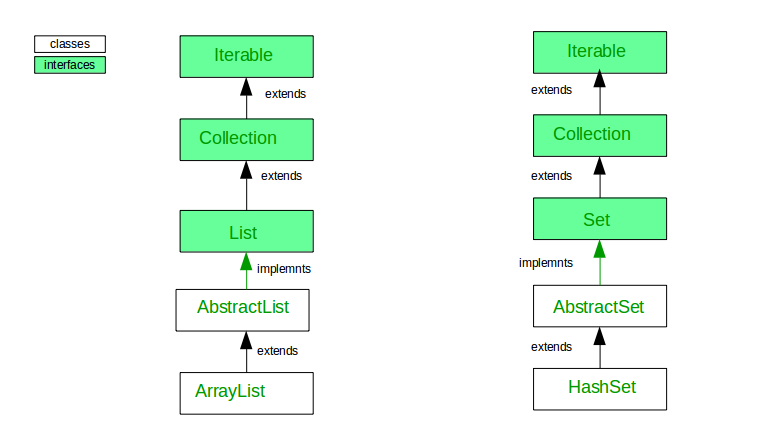 classes
interfaces
Iterable
extends
Collection
extends
List
implemnts
AbstractList
extends
ArrayList
Iterable
extends
Collection
extends
Set
implemnts
AbstractSet
extends
HashSet